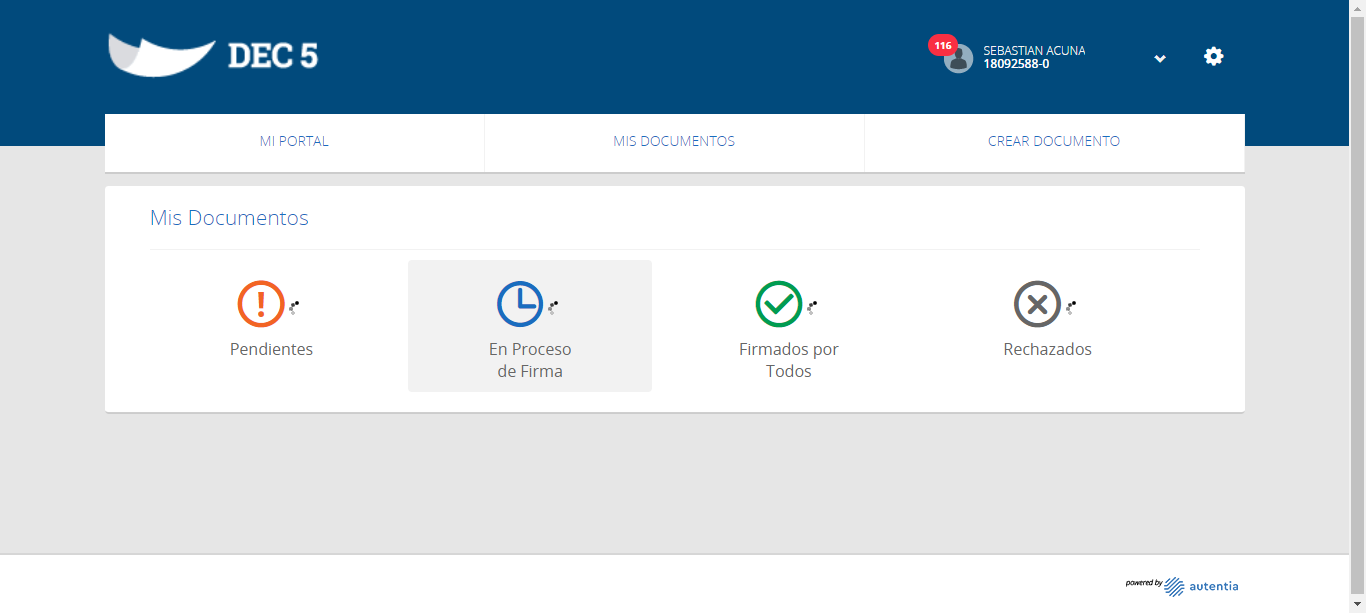 DEC 5
116
SEBASTIAN ACUNA
18092588-0
MI PORTAL
MIS DOCUMENTOS
CREAR DOCUMENTO
Mis Documentos
Pendientes
En Proceso
de Firma
Firmados por
Todos
Rechazados
powered by
autentia